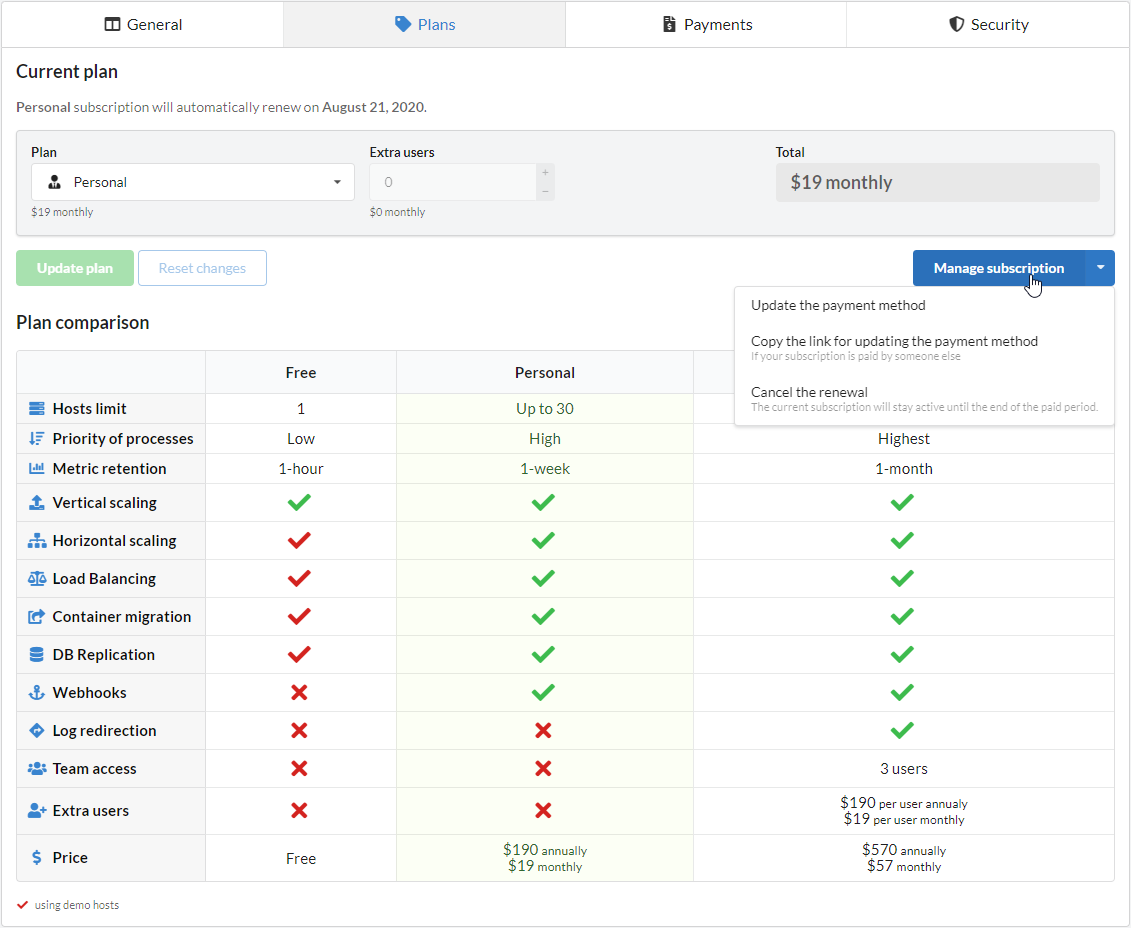 General
Plans
Payments
Security
Current plan
Personal subscription will automatically renew on August 21, 2020.
Plan
Extra users
Total
Personal
0
+
−
$19 monthly
$19 monthly
$0 monthly
Update plan
Reset changes
Manage subscription
Update the payment method
Copy the link for updating the payment method
If your subscription is paid by someone else
Cancel the renewal
The current subscription will stay active until the end of the paid period.
Plan comparison
Free Personal
Hosts limit 1 Up to 30
Priority of processes Low High Highest
Metric retention 1-hour 1-week 1-month
Vertical scaling
Horizontal scaling
Load Balancing
Container migration
DB Replication
Webhooks
Log redirection
Team access 3 users
Extra users
$190 per user annualy
$19 per user monthly
Price Free
$190 annually
$19 monthly
$570 annually
$57 monthly
using demo hosts